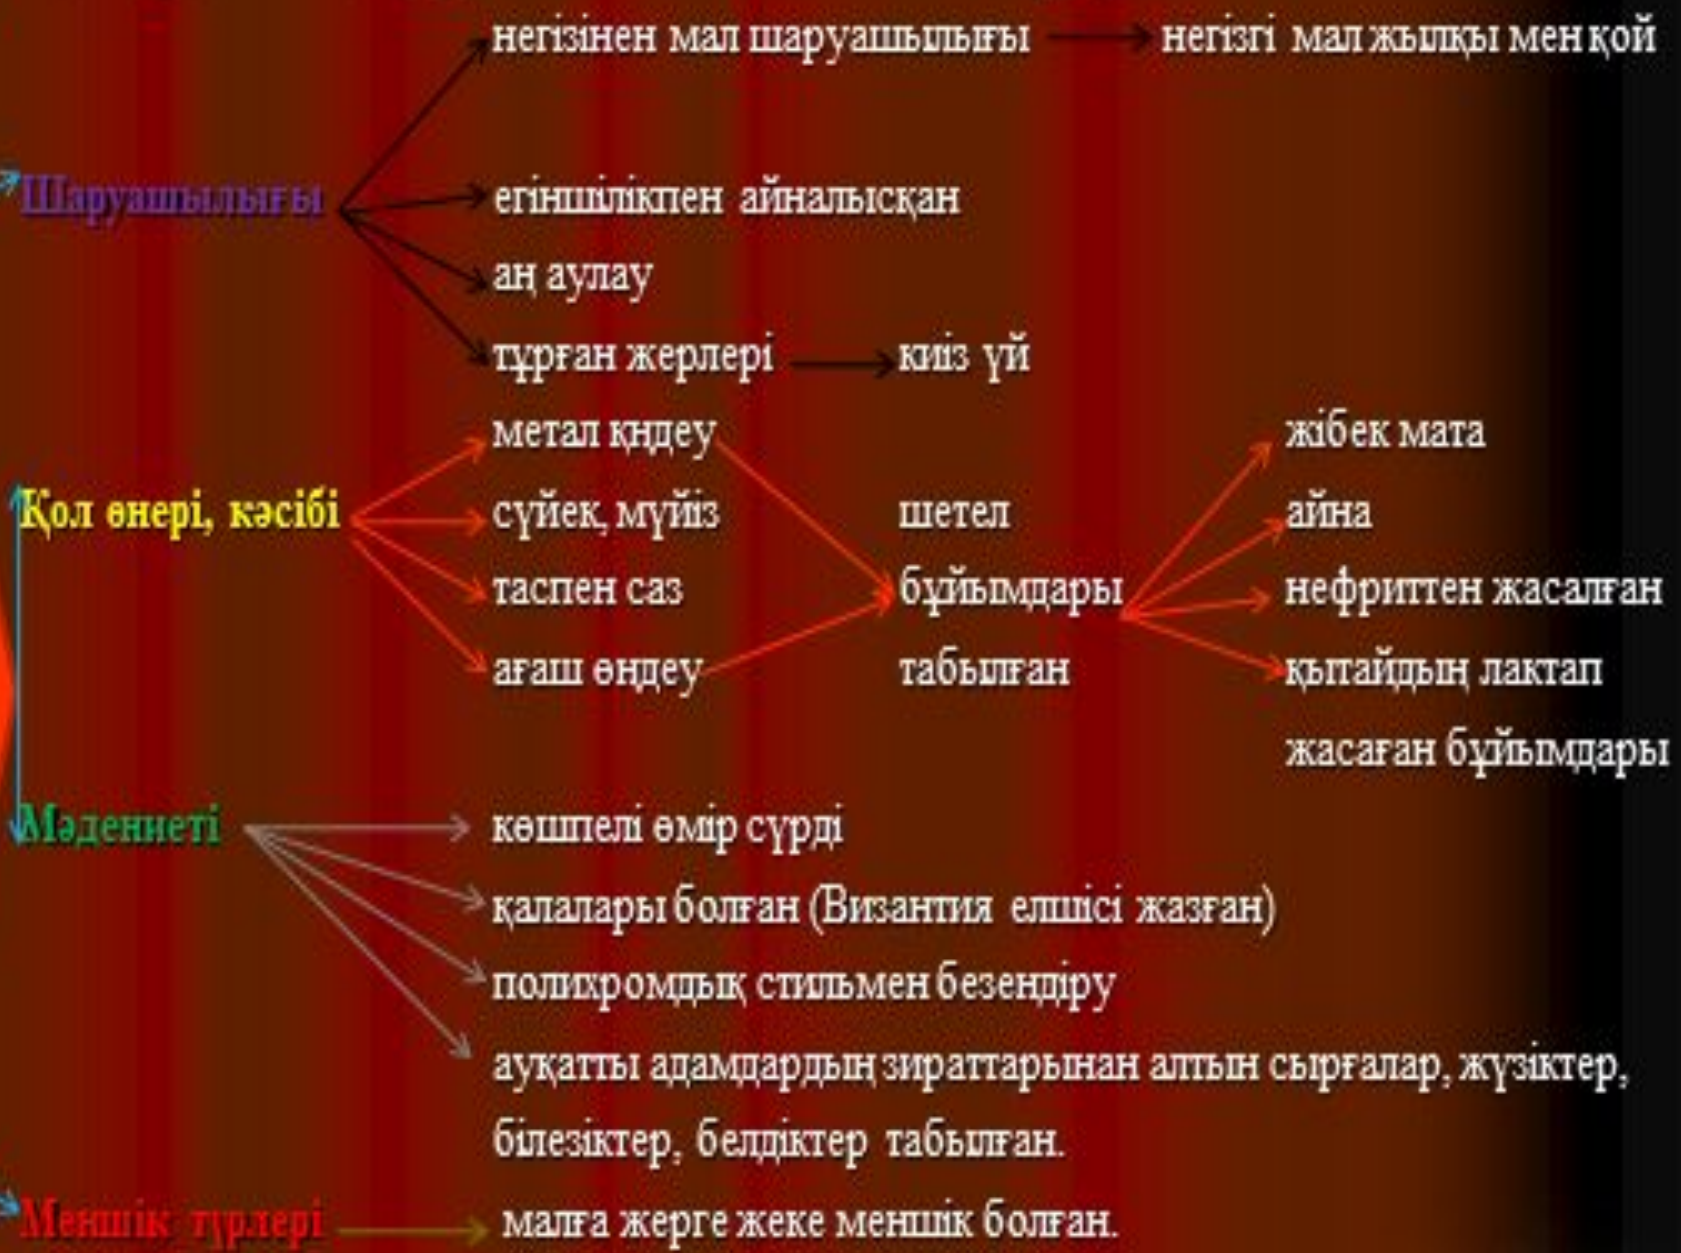 негізінен мал шаруашылығы негізгі мал жылқы мен қой
Шаруашылығы егіншілікпен айналысқан
аң аулау
тұрған жерлері киіз үй
метал қңдеу жібек мата
Қол өнері, кәсібі сүйек, мүйіз шетел айна
таспен саз бұйымдары нефриттен жасалған
ағаш өңдеу табылған қытайдың лактап
жасаған бұйымдары
Мәдениеті көшпелі өмір сүрді
қалалары болған (Византия елшісі жазған)
полихромдық стильмен безендіру
ауқатты адамдардың зираттарынан алтын сырғалар, жүзіктер,
білезіктер, белдіктер табылған.
Меншік түрлері малға жерге жеке меншік болған.